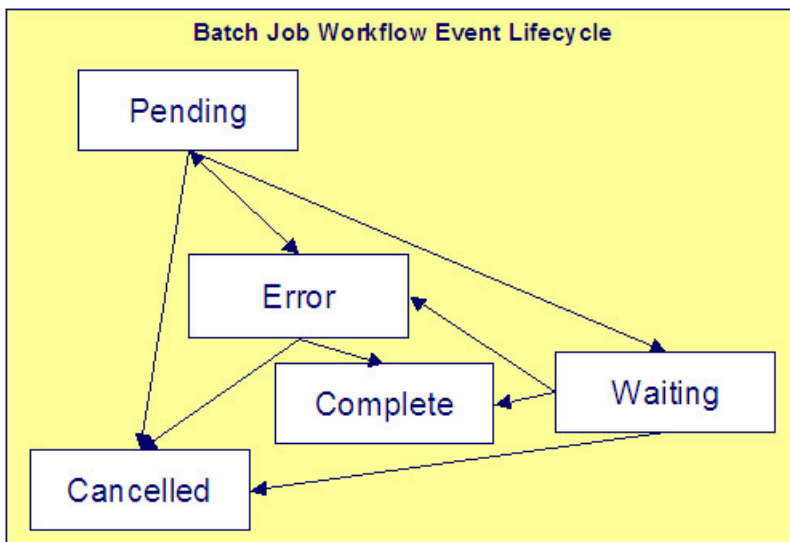 Batch Job Workflow Event Lifecycle
Pending
Error
Complete
Waiting
Cancelled